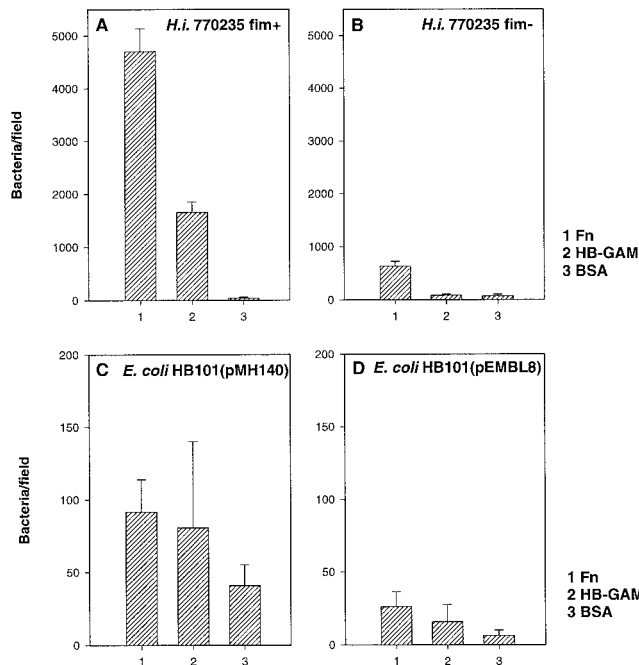 A H.i. 770235 fim+
B H.i. 770235 fim-
Bacteria/field
5000
4000
3000
2000
1000
0
1 2 3
5000
4000
3000
2000
1000
0
1 2 3
1 Fn
2 HB-GAM
3 BSA
C E. coli HB101(pMH140)
D E. coli HB101(pEMBL8)
Bacteria/field
200
150
100
50
0
1 2 3
200
150
100
50
0
1 2 3
1 Fn
2 HB-GAM
3 BSA